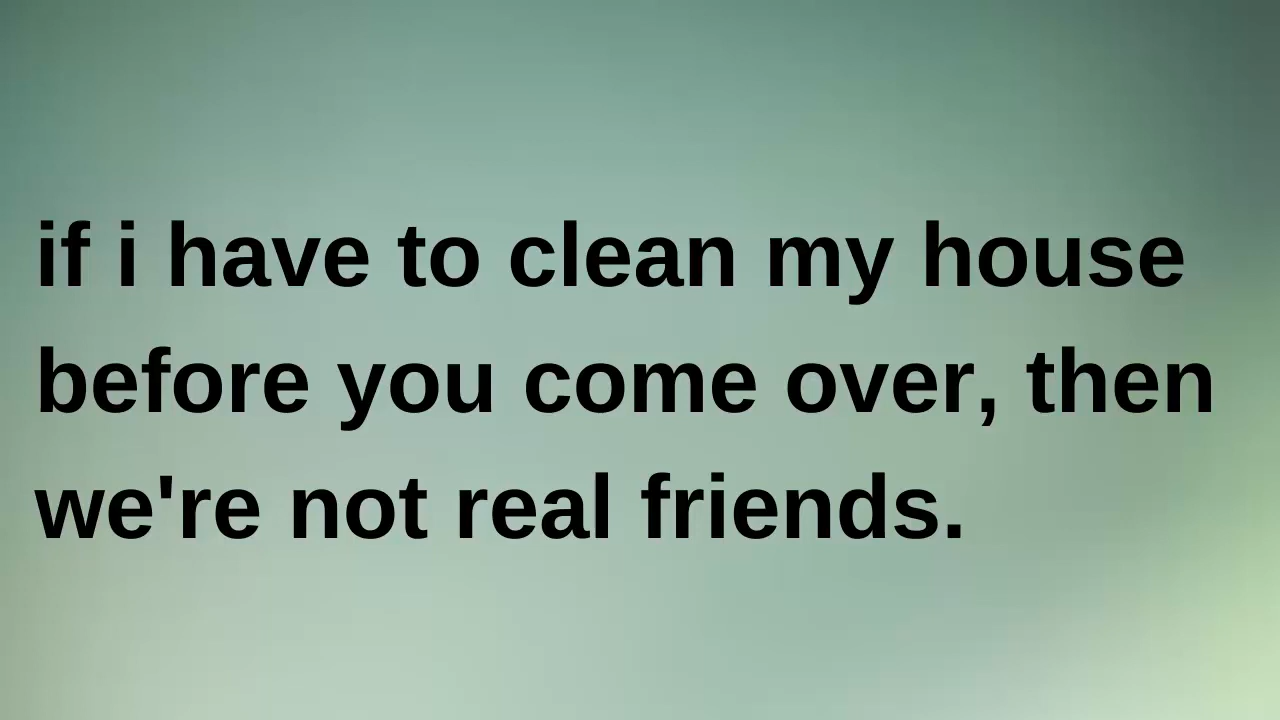 if i have to clean my house
before you come over, then
we're not real friends.